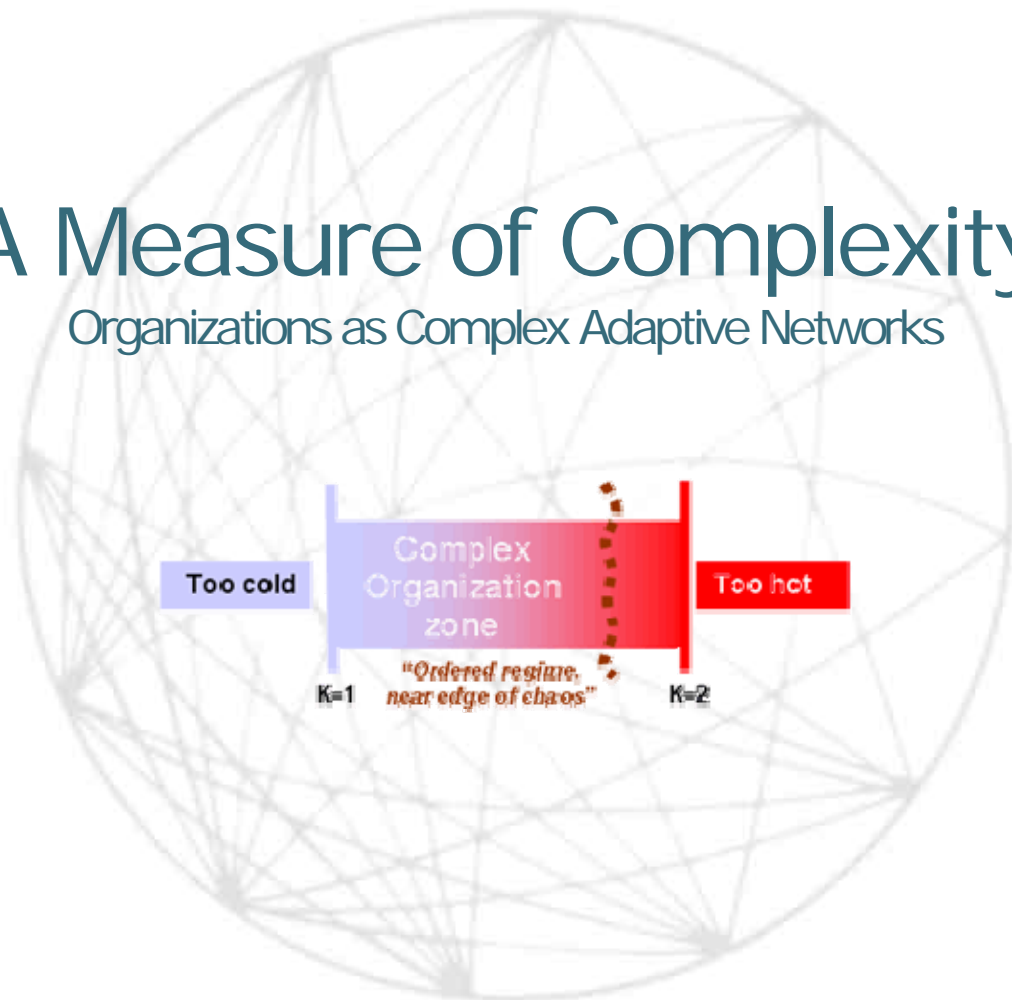 A Measure of Complexity
Organizations as Complex Adaptive Networks
Complex
Organization
zone
Too cold
Too hot
"Ordered regime,
near edge of chaos"
K=1
K=2